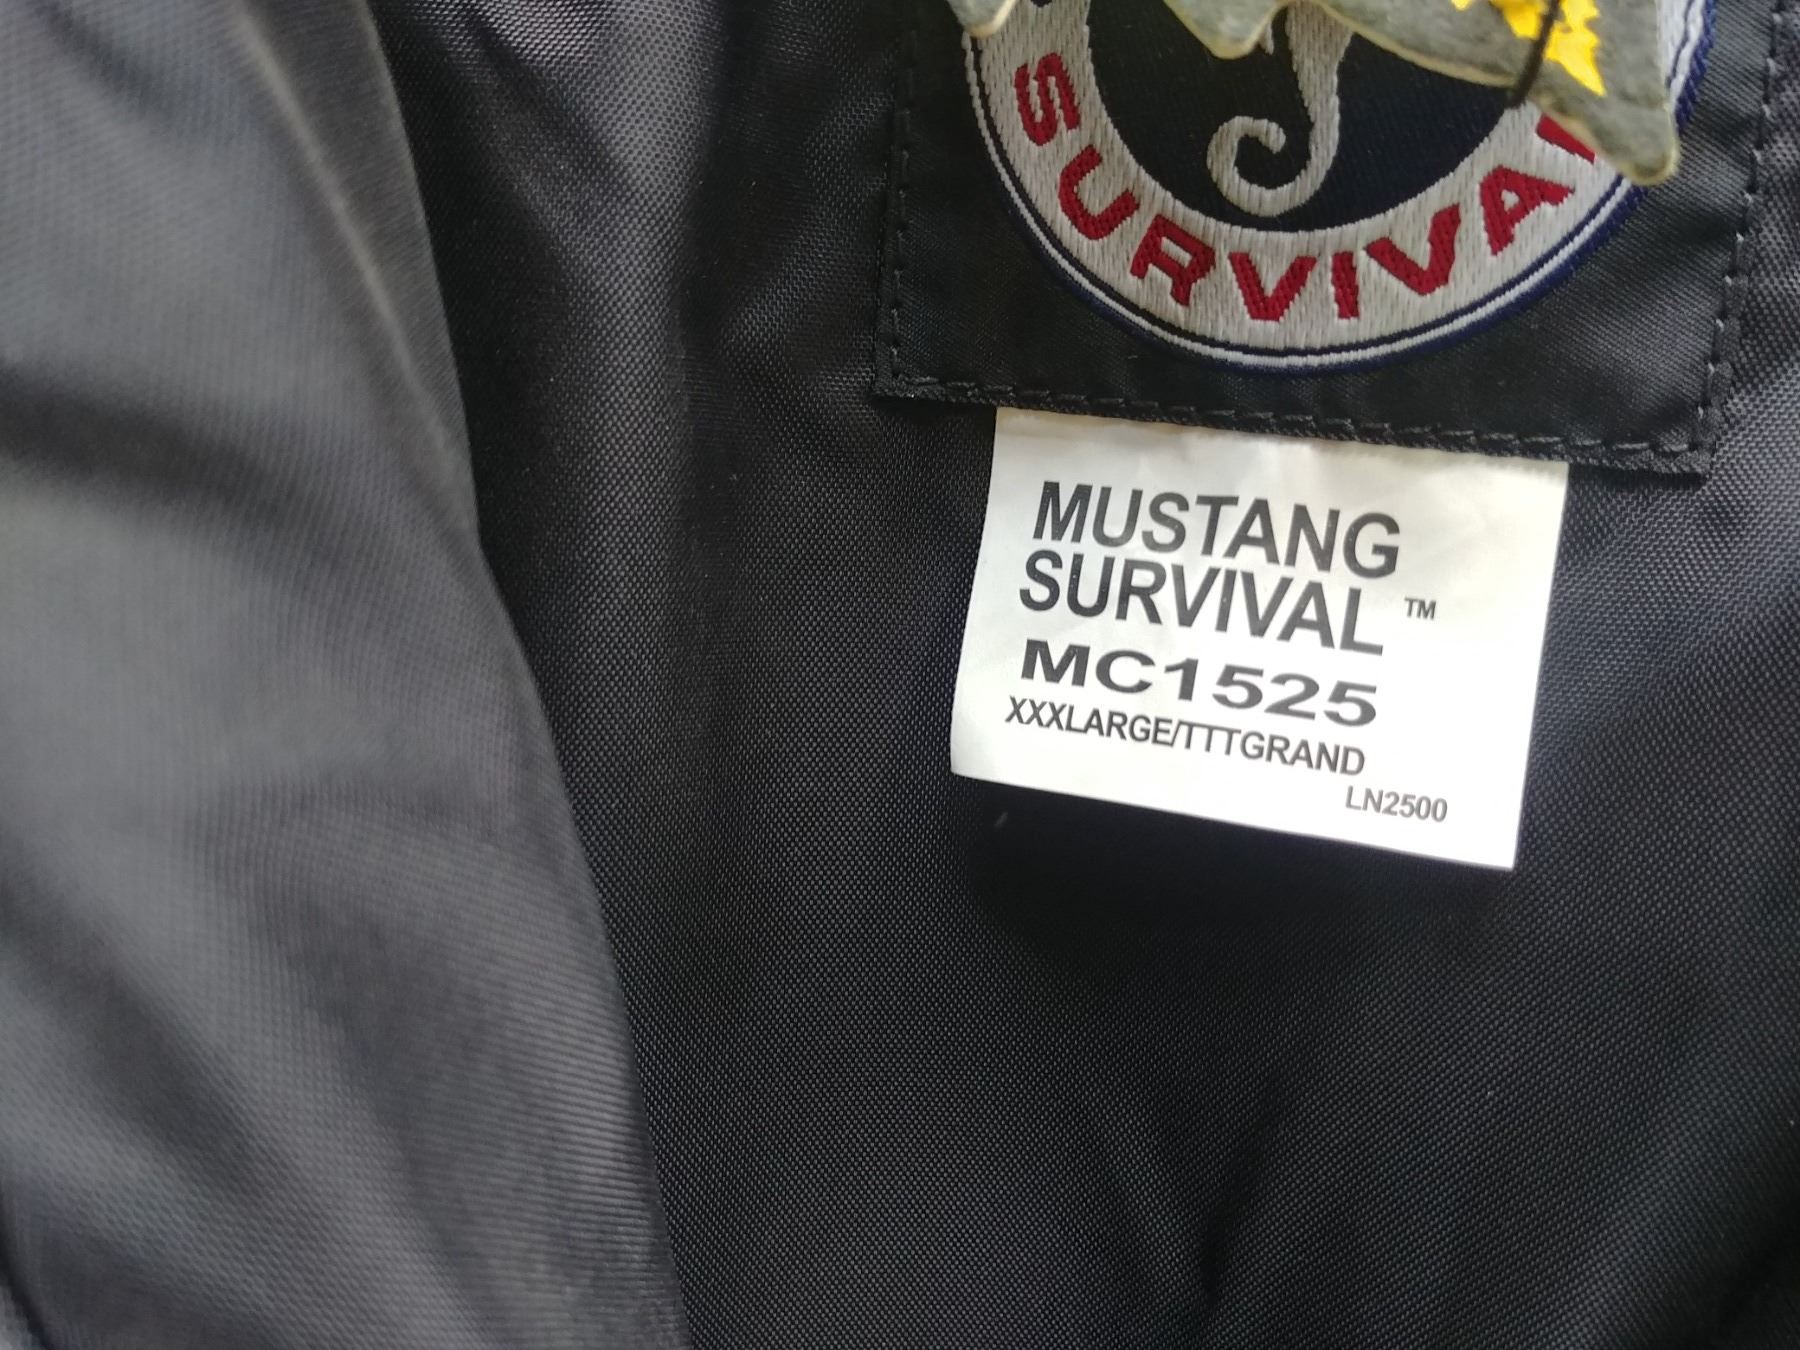 SURVIVAL
MUSTANG
SURVIVAL™
MC1525
XXXLARGE/TTTGRAND
LN2500